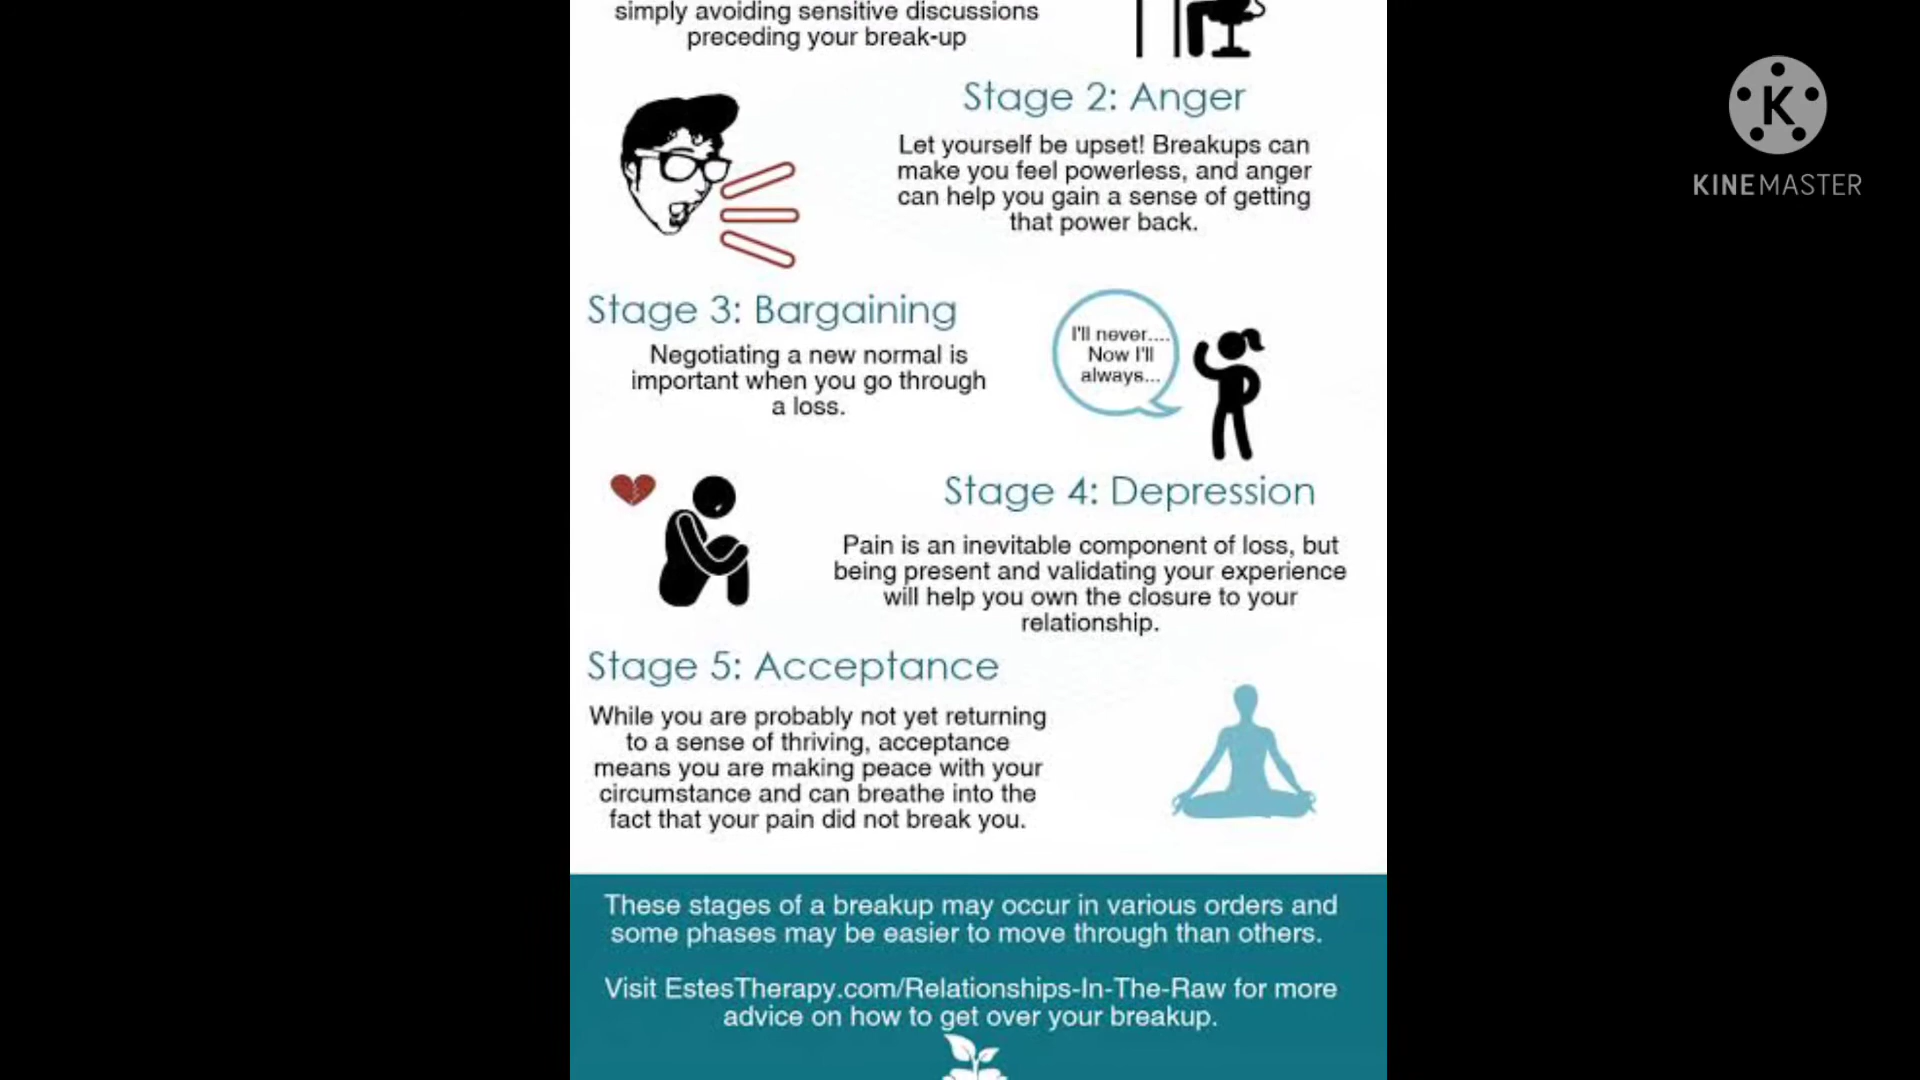 simply avoiding sensitive discussions
preceding your break-up
Stage 2: Anger
Let yourself be upset! Breakups can
make you feel powerless, and anger
can help you gain a sense of getting
that power back.
Stage 3: Bargaining
Negotiating a new normal is
important when you go through
a loss.
I'll never....
Now I'll
always...
Stage 4: Depression
Pain is an inevitable component of loss, but
being present and validating your experience
will help you own the closure to your
relationship.
Stage 5: Acceptance
While you are probably not yet returning
to a sense of thriving, acceptance
means you are making peace with your
circumstance and can breathe into the
fact that your pain did not break you.
These stages of a breakup may occur in various orders and
some phases may be easier to move through than others.
Visit EstesTherapy.com/Relationships-In-The-Raw for more
advice on how to get over your breakup.
K
KINEMASTER